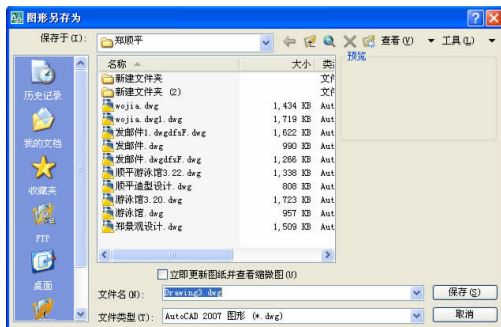 图形另存为
保存于(I): 郑顺平 查看(V) 工具(L)
名称 大小 类 预览
新建文件夹 文件
新建文件夹 (2) 文件
wojia.dwg 1,434 KB Aut
wojia.dwg1.dwg 1,719 KB Aut
发邮件1.dwgdfsF.dwg 1,622 KB Aut
发邮件.dwg 990 KB Aut
发邮件.dwgdfsF.dwg 1,266 KB Aut
顺平游泳馆3.22.dwg 1,338 KB Aut
顺平造型设计.dwg 808 KB Aut
游泳馆3.20.dwg 1,723 KB Aut
游泳馆.dwg 957 KB Aut
郑景观设计.dwg 1,509 KB Aut
历史记录
我的文档
收藏夹
FTP
桌面
立即更新图纸并查看缩微图(U)
文件名(N): Drawing3.dwg 保存(S)
文件类型(T): AutoCAD 2007 图形 (*.dwg) 取消